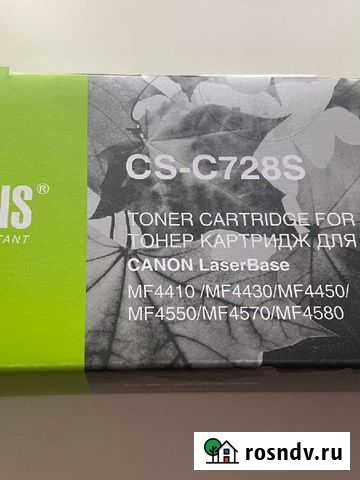 CS-C728S
TONER CARTRIDGE FOR
ТОНЕР КАРТРИДЖ ДЛЯ
CANON LaserBase
MF4410 /MF4430/MF4450/
MF4550/MF4570/MF4580
rosndv.ru